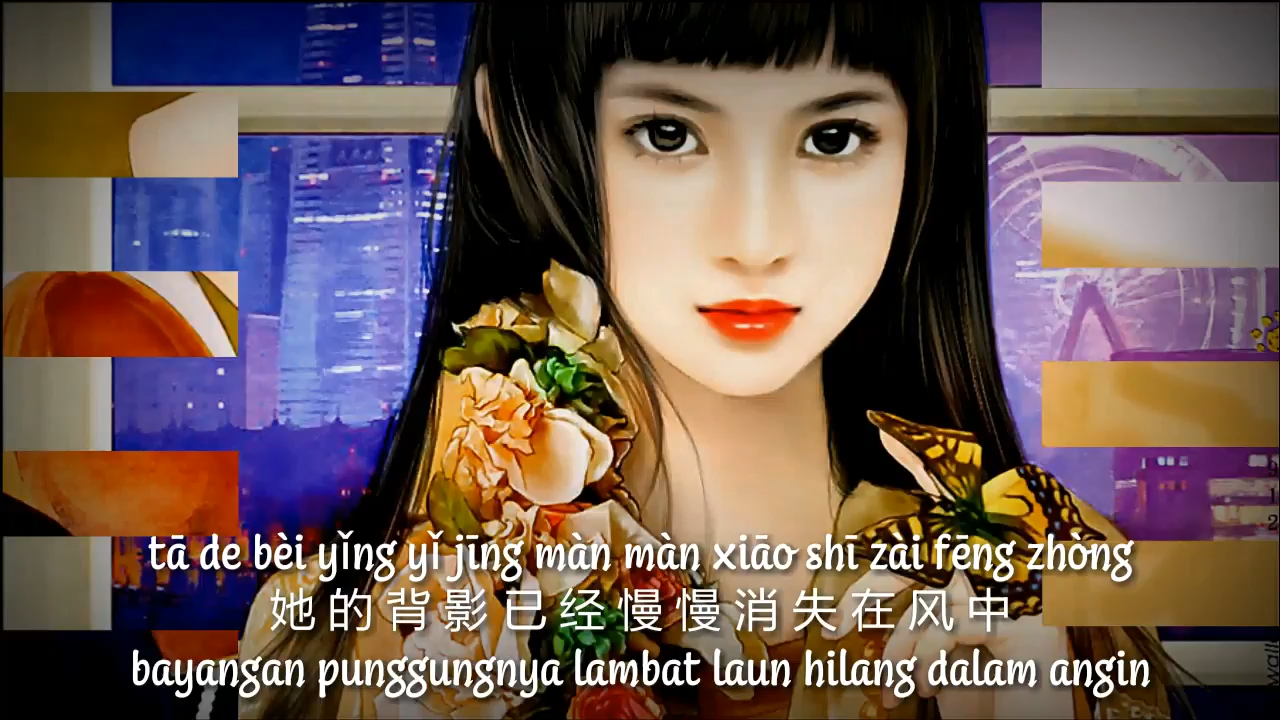 tā de bèi yǐng yǐ jīng màn màn xiāo shī zài fēng zhòng
她的背影已经慢慢消失在风中
bayangan punggungnya lambat laun hilang dalam angin